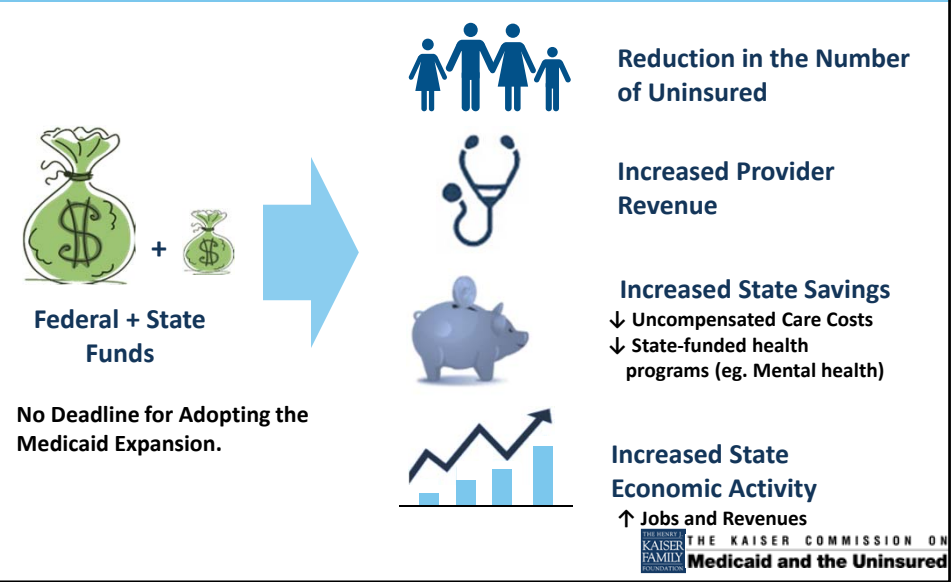 Reduction in the Number
of Uninsured
$
+
$
Increased Provider
Revenue
Federal + State
Funds
Increased State Savings
↓ Uncompensated Care Costs
↓ State-funded health
programs (eg. Mental health)
No Deadline for Adopting the
Medicaid Expansion.
Increased State
Economic Activity
↑ Jobs and Revenues
THE HENRY J.
KAISER
FAMILY
FOUNDATION
THE KAISER COMMISSION ON
Medicaid and the Uninsured